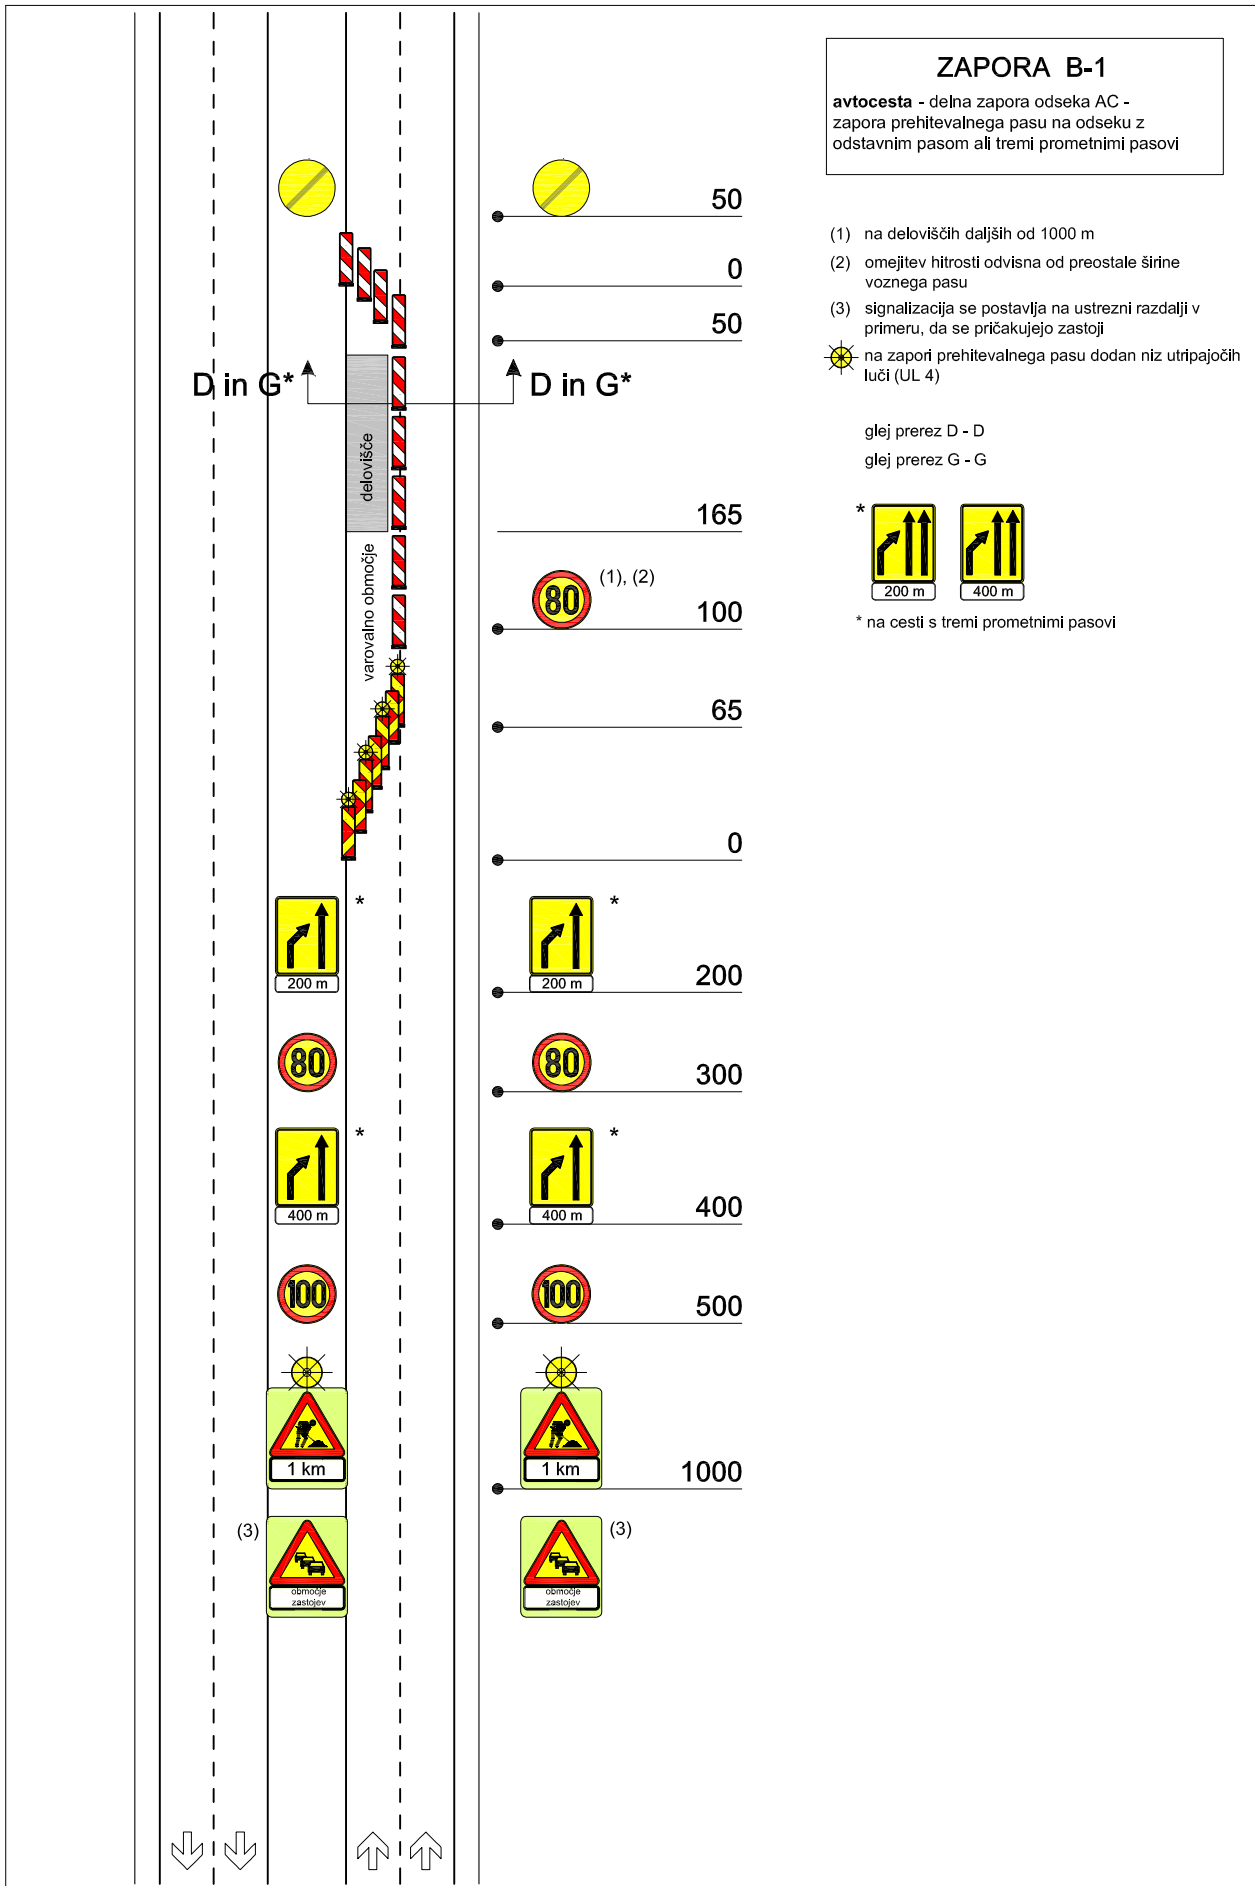 ZAPORA B-1
avtocesta - delna zapora odseka AC -
zapora prehitevalnega pasu na odseku z
odstavnim pasom ali tremi prometnimi pasovi
(1) na deloviščih daljših od 1000 m
(2) omejitev hitrosti odvisna od preostale širine
voznega pasu
(3) signalizacija se postavlja na ustrezni razdalji v
primeru, da se pričakujejo zastoji
na zapori prehitevalnega pasu dodan niz utripajočih
luči (UL 4)
glej prerez D - D
glej prerez G - G
*
200 m
400 m
* na cesti s tremi prometnimi pasovi
50
0
50
D in G*
D in G*
delovišče
165
varovalno območje
80
(1), (2)
100
65
0
*
*
200 m
200 m
200
80
80
300
*
*
400 m
400 m
400
100
100
500
1 km
1 km
1000
(3)
(3)
območje
zastojev
območje
zastojev